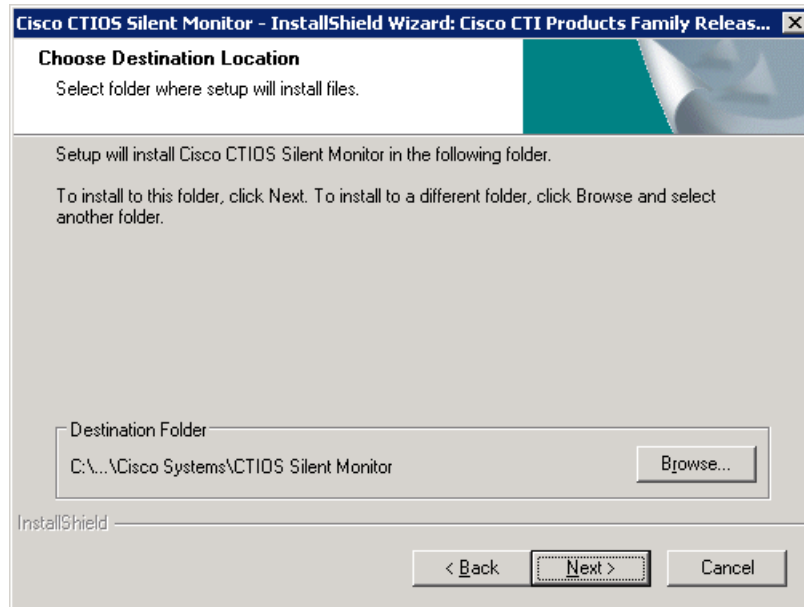 Cisco CTIOS Silent Monitor - InstallShield Wizard: Cisco CTI Products Family Releas...
Choose Destination Location
Select folder where setup will install files.
Setup will install Cisco CTIOS Silent Monitor in the following folder.
To install to this folder, click Next. To install to a different folder, click Browse and select
another folder.
Destination Folder
C:\...\Cisco Systems\CTIOS Silent Monitor
Browse...
InstallShield
< Back
Next >
Cancel